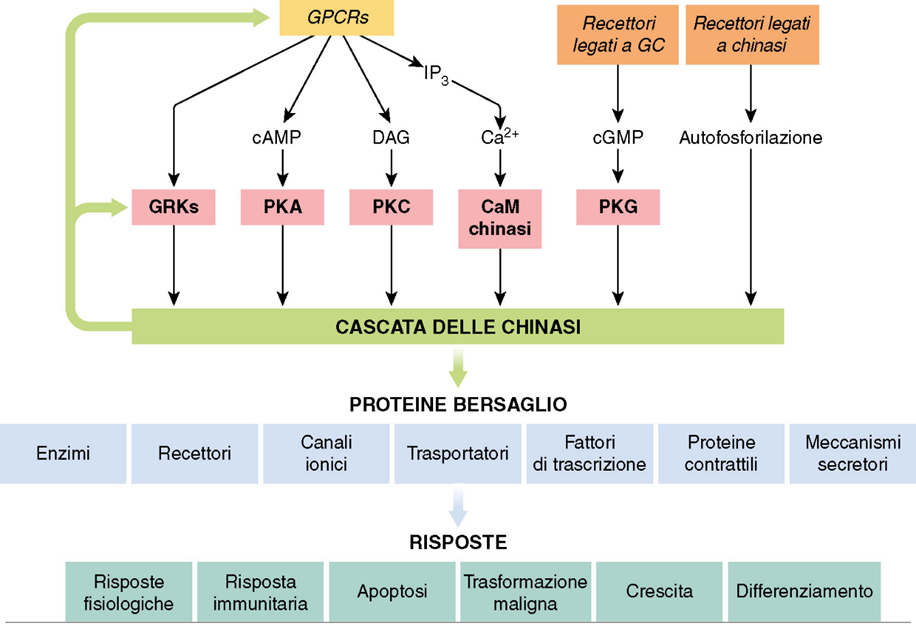 GPCRs
Recettori
legati a GC
Recettori legati
a chinasi
IP3
cAMP
DAG
Ca2+
cGMP
Autofosforilazione
GRKs
PKA
PKC
CaM
chinasi
PKG
CASCATA DELLE CHINASI
PROTEINE BERSAGLIO
Enzimi
Recettori
Canali
ionici
Trasportatori
Fattori
di trascrizione
Proteine
contrattili
Meccanismi
secretori
RISPOSTE
Risposte
fisiologiche
Risposta
immunitaria
Apoptosi
Trasformazione
maligna
Crescita
Differenziamento